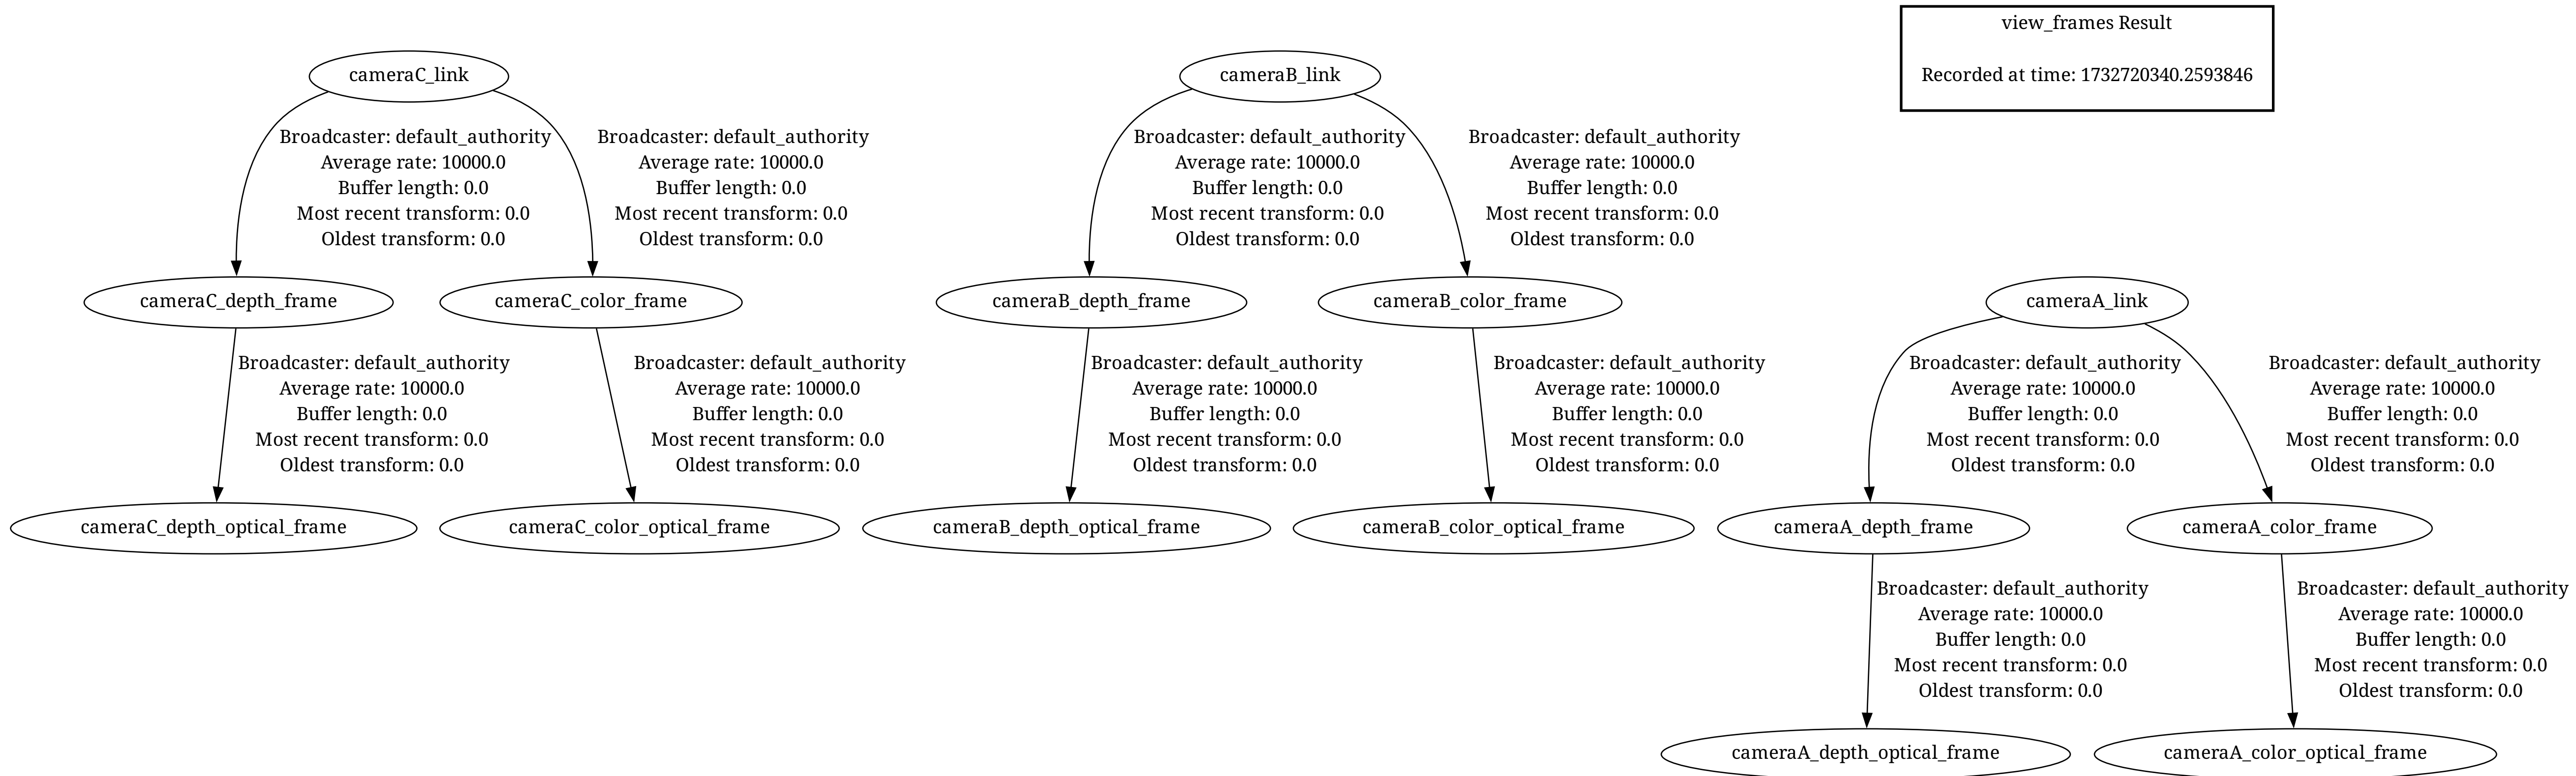 view_frames Result
Recorded at time: 1732720340.2593846
cameraC_link
cameraB_link
Broadcaster: default_authority
Average rate: 10000.0
Buffer length: 0.0
Most recent transform: 0.0
Oldest transform: 0.0
Broadcaster: default_authority
Average rate: 10000.0
Buffer length: 0.0
Most recent transform: 0.0
Oldest transform: 0.0
Broadcaster: default_authority
Average rate: 10000.0
Buffer length: 0.0
Most recent transform: 0.0
Oldest transform: 0.0
Broadcaster: default_authority
Average rate: 10000.0
Buffer length: 0.0
Most recent transform: 0.0
Oldest transform: 0.0
cameraC_depth_frame
cameraC_color_frame
cameraB_depth_frame
cameraB_color_frame
cameraA_link
Broadcaster: default_authority
Average rate: 10000.0
Buffer length: 0.0
Most recent transform: 0.0
Oldest transform: 0.0
Broadcaster: default_authority
Average rate: 10000.0
Buffer length: 0.0
Most recent transform: 0.0
Oldest transform: 0.0
Broadcaster: default_authority
Average rate: 10000.0
Buffer length: 0.0
Most recent transform: 0.0
Oldest transform: 0.0
Broadcaster: default_authority
Average rate: 10000.0
Buffer length: 0.0
Most recent transform: 0.0
Oldest transform: 0.0
Broadcaster: default_authority
Average rate: 10000.0
Buffer length: 0.0
Most recent transform: 0.0
Oldest transform: 0.0
Broadcaster: default_authority
Average rate: 10000.0
Buffer length: 0.0
Most recent transform: 0.0
Oldest transform: 0.0
cameraC_depth_optical_frame
cameraC_color_optical_frame
cameraB_depth_optical_frame
cameraB_color_optical_frame
cameraA_depth_frame
cameraA_color_frame
Broadcaster: default_authority
Average rate: 10000.0
Buffer length: 0.0
Most recent transform: 0.0
Oldest transform: 0.0
Broadcaster: default_authority
Average rate: 10000.0
Buffer length: 0.0
Most recent transform: 0.0
Oldest transform: 0.0
cameraA_depth_optical_frame
cameraA_color_optical_frame